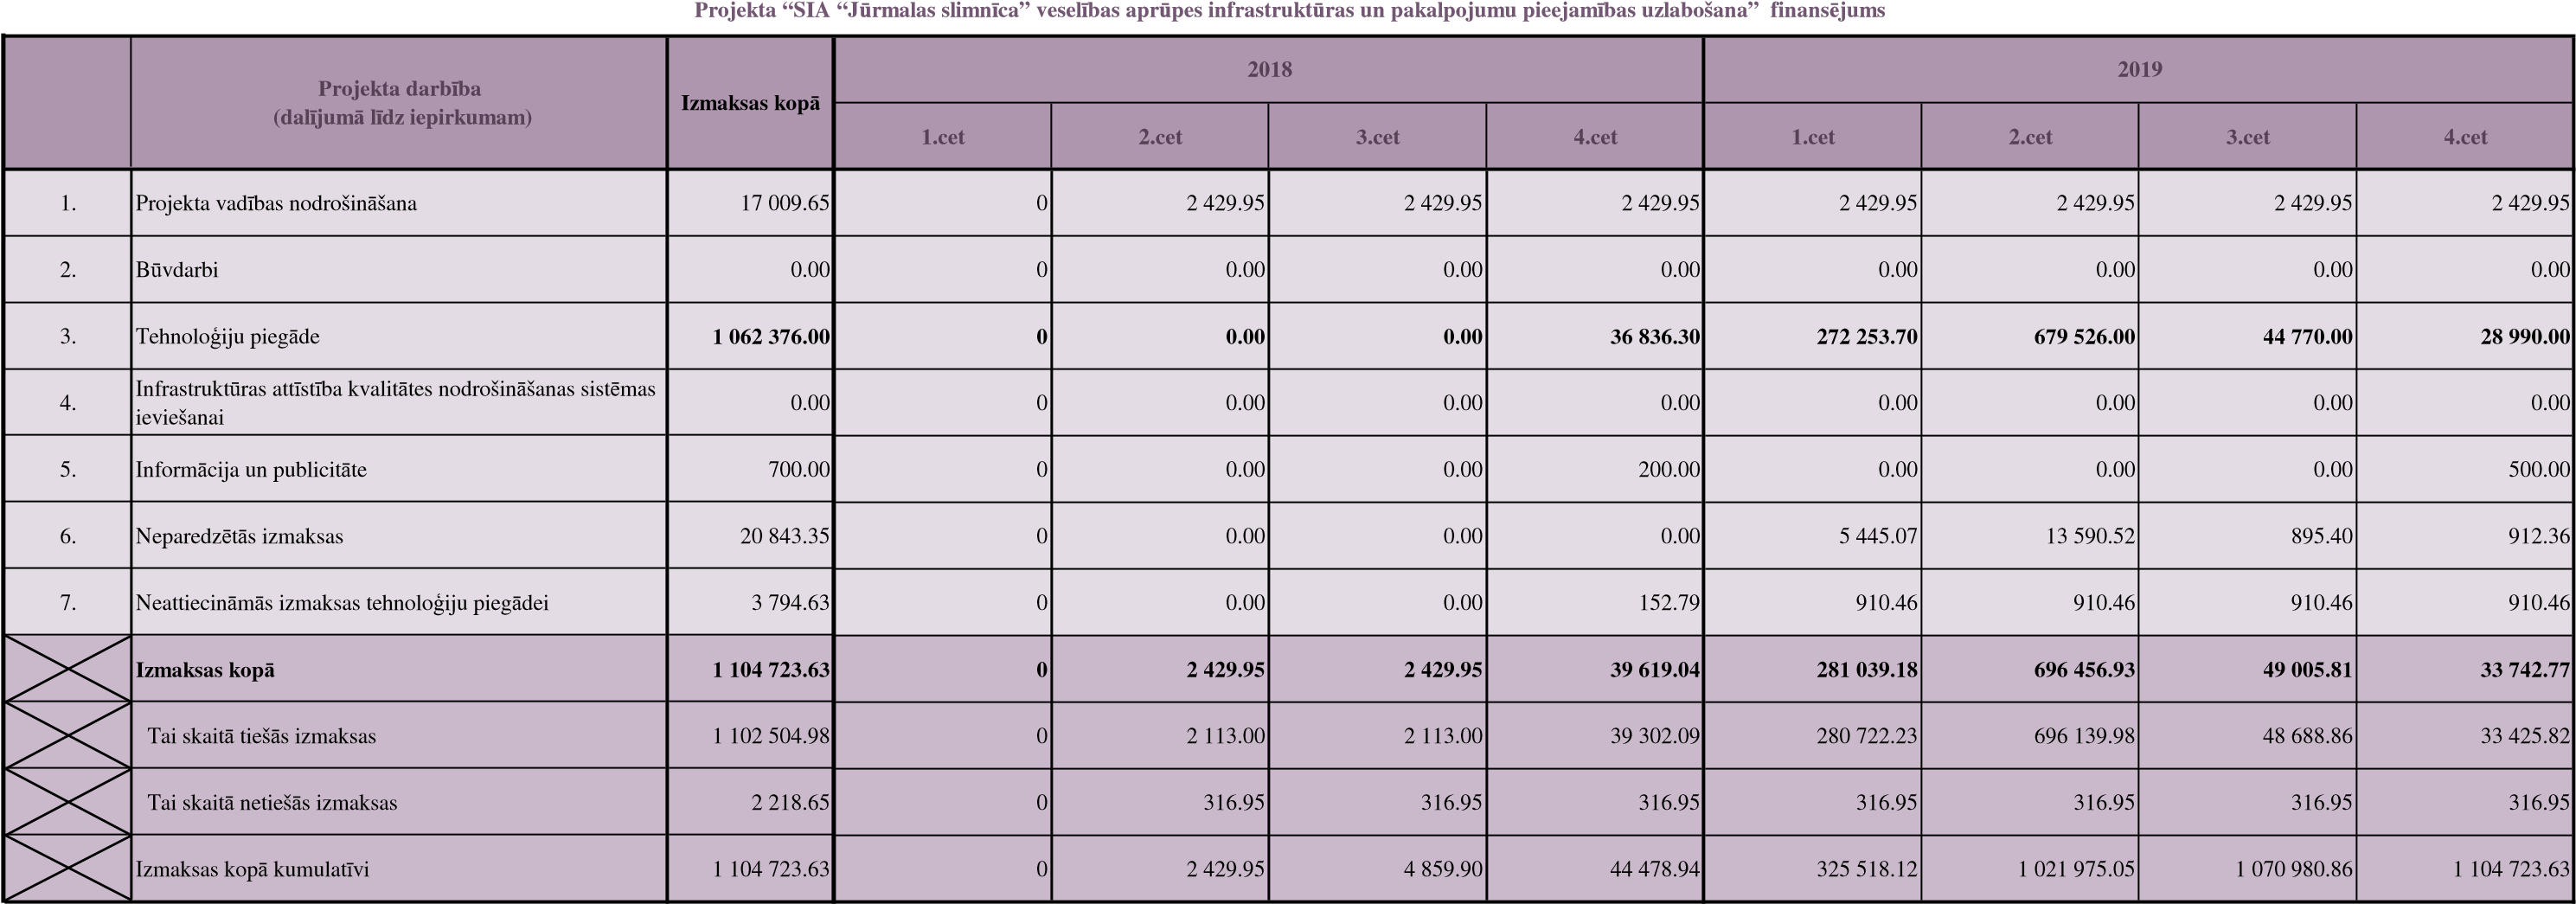 Projekta “SIA “Jūrmalas slimnīca” veselības aprūpes infrastruktūras un pakalpojumu pieejamības uzlabošana” finansējums
Projekta darbība
(dalījumā līdz iepirkumam)
Izmaksas kopā
2018
2019
1.cet 2.cet 3.cet 4.cet 1.cet 2.cet 3.cet 4.cet
1. Projekta vadības nodrošināšana 17 009.65 0 2 429.95 2 429.95 2 429.95 2 429.95 2 429.95 2 429.95 2 429.95
2. Būvdarbi 0.00 0 0.00 0.00 0.00 0.00 0.00 0.00 0.00
3. Tehnoloģiju piegāde 1 062 376.00 0 0.00 0.00 36 836.30 272 253.70 679 526.00 44 770.00 28 990.00
4. Infrastruktūras attīstība kvalitātes nodrošināšanas sistēmas
ieviešanai 0.00 0 0.00 0.00 0.00 0.00 0.00 0.00 0.00
5. Informācija un publicitāte 700.00 0 0.00 0.00 200.00 0.00 0.00 0.00 500.00
6. Neparedzētās izmaksas 20 843.35 0 0.00 0.00 0.00 5 445.07 13 590.52 895.40 912.36
7. Neattiecināmās izmaksas tehnoloģiju piegādei 3 794.63 0 0.00 0.00 152.79 910.46 910.46 910.46 910.46
Izmaksas kopā 1 104 723.63 0 2 429.95 2 429.95 39 619.04 281 039.18 696 456.93 49 005.81 33 742.77
Tai skaitā tiešās izmaksas 1 102 504.98 0 2 113.00 2 113.00 39 302.09 280 722.23 696 139.98 48 688.86 33 425.82
Tai skaitā netiešās izmaksas 2 218.65 0 316.95 316.95 316.95 316.95 316.95 316.95 316.95
Izmaksas kopā kumulatīvi 1 104 723.63 0 2 429.95 4 859.90 44 478.94 325 518.12 1 021 975.05 1 070 980.86 1 104 723.63